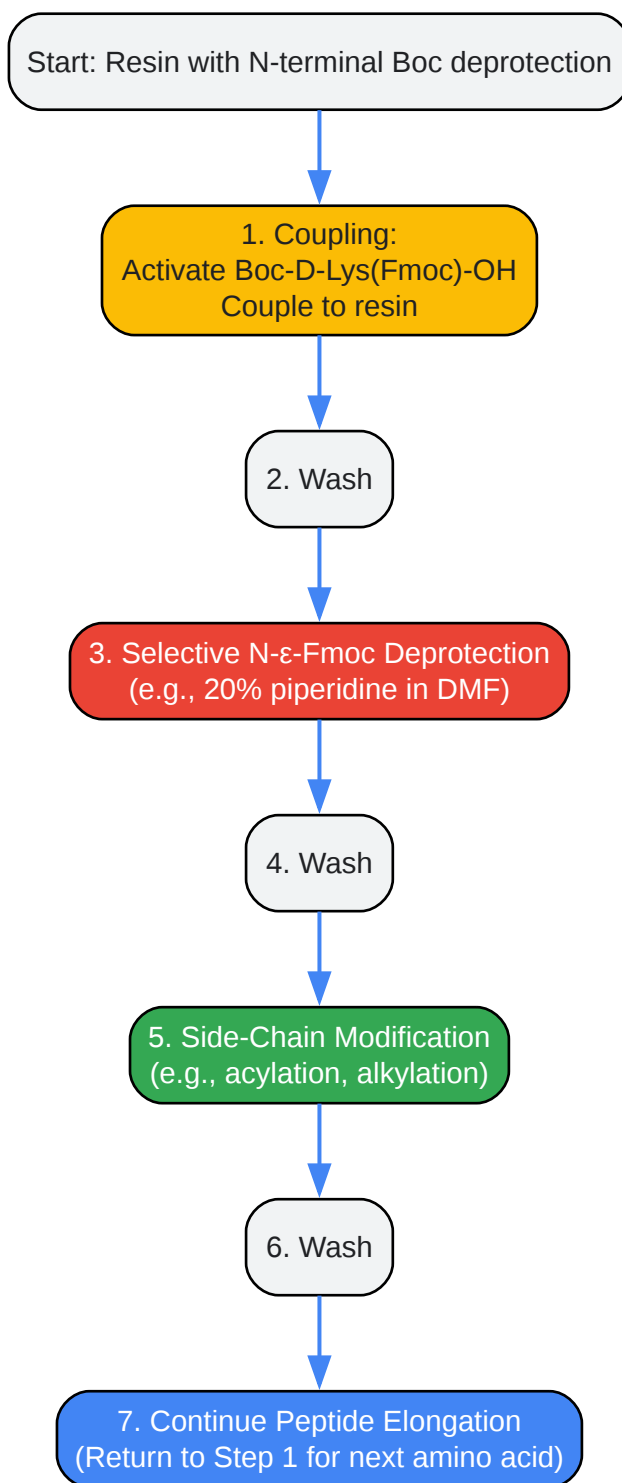 Start: Resin with N-terminal Boc deprotection
1. Coupling:
Activate Boc-D-Lys(Fmoc)-OH
Couple to resin
2. Wash
3. Selective N-ε-Fmoc Deprotection
(e.g., 20% piperidine in DMF)
4. Wash
5. Side-Chain Modification
(e.g., acylation, alkylation)
6. Wash
7. Continue Peptide Elongation
(Return to Step 1 for next amino acid)